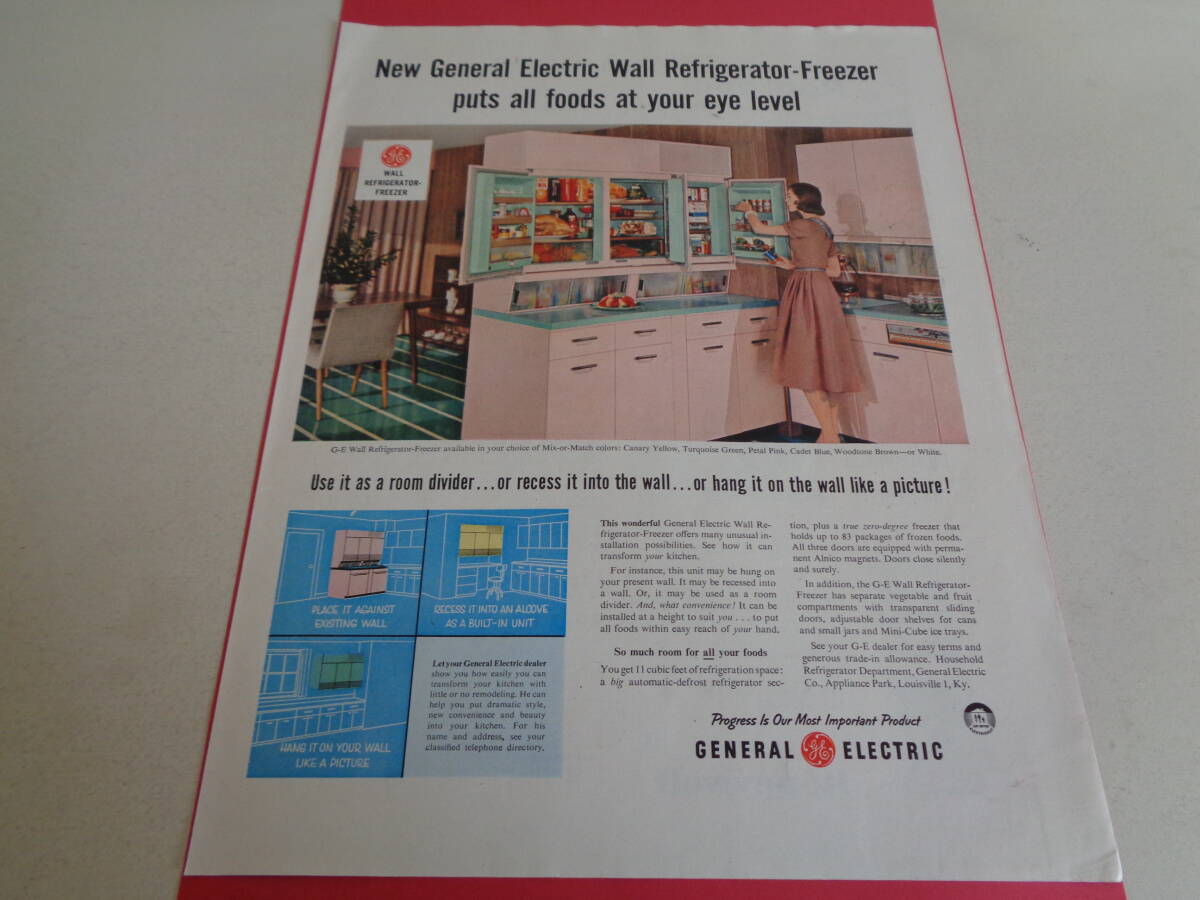 New General Electric Wall Refrigerator-Freezer
puts all foods at your eye level
GE
WALL
REFRIGERATOR-
FREEZER
G-E Wall Refrigerator-Freezer available in your choice of Mix-or-Match colors: Canary Yellow, Turquoise Green, Petal Pink, Cadet Blue, Woodtone Brown—or White.
Use it as a room divider...or recess it into the wall...or hang it on the wall like a picture!
PLACE IT AGAINST
EXISTING WALL
RECESS IT INTO AN ALCOVE
AS A BUILT-IN UNIT
HANG IT ON YOUR WALL
LIKE A PICTURE
Let your General Electric dealer
show you how easily you can
transform your kitchen with
little or no remodeling. He can
help you put dramatic style,
new convenience and beauty
into your kitchen. For his
name and address, see your
classified telephone directory.
This wonderful General Electric Wall Re-
frigerator-Freezer offers many unusual in-
stallation possibilities. See how it can
transform your kitchen.
For instance, this unit may be hung on
your present wall. It may be recessed into
a wall. Or, it may be used as a room
divider. And, what convenience! It can be
installed at a height to suit you . . . to put
all foods within easy reach of your hand.
So much room for all your foods
You get 11 cubic feet of refrigeration space:
a big automatic-defrost refrigerator sec-
tion, plus a true zero-degree freezer that
holds up to 83 packages of frozen foods.
All three doors are equipped with perma-
nent Alnico magnets. Doors close silently
and surely.
In addition, the G-E Wall Refrigerator-
Freezer has separate vegetable and fruit
compartments with transparent sliding
doors, adjustable door shelves for cans
and small jars and Mini-Cube ice trays.
See your G-E dealer for easy terms and
generous trade-in allowance. Household
Refrigerator Department, General Electric
Co., Appliance Park, Louisville 1, Ky.
Progress Is Our Most Important Product
GENERAL GE ELECTRIC